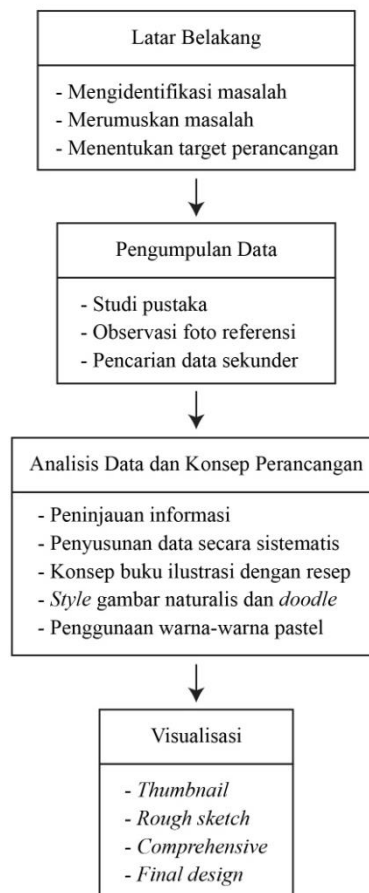 Latar Belakang
- Mengidentifikasi masalah
- Merumuskan masalah
- Menentukan target perancangan
Pengumpulan Data
- Studi pustaka
- Observasi foto referensi
- Pencarian data sekunder
Analisis Data dan Konsep Perancangan
- Peninjauan informasi
- Penyusunan data secara sistematis
- Konsep buku ilustrasi dengan resep
- Style gambar naturalis dan doodle
- Penggunaan warna-warna pastel
Visualisasi
- Thumbnail
- Rough sketch
- Comprehensive
- Final design